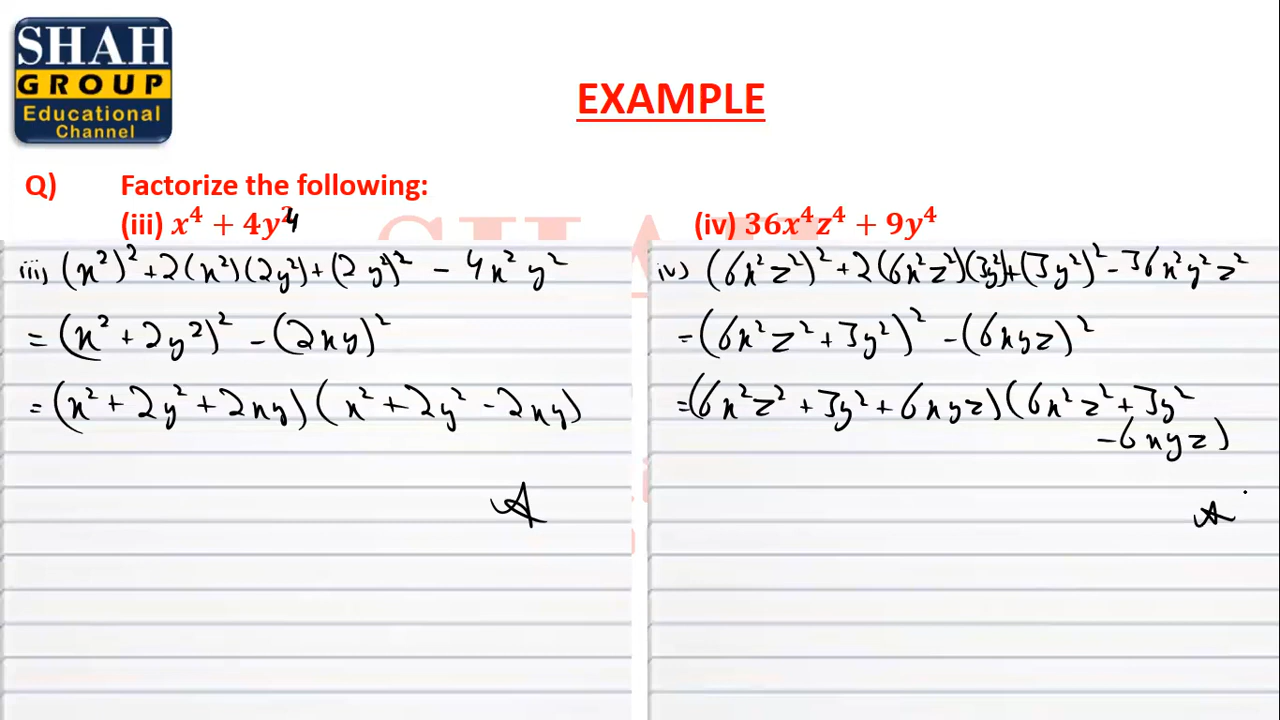 SHAH
GROUP
Educational
Channel
EXAMPLE
Q) Factorize the following:
(iii) x⁴ + 4y⁴
iii) (x²)² + 2(x²)(2y²) + (2y²)² - 4x²y²
= (x² + 2y²)² - (2xy)²
= (x² + 2y² + 2xy)(x² + 2y² - 2xy)
(iv) 36x⁴z⁴ + 9y⁴
iv) (6x²z²)² + 2(6x²z²)(3y²) + (3y²)² - 36x²y²z²
= (6x²z² + 3y²)² - (6xyz)²
= (6x²z² + 3y² + 6xyz)(6x²z² + 3y²
- 6xyz)